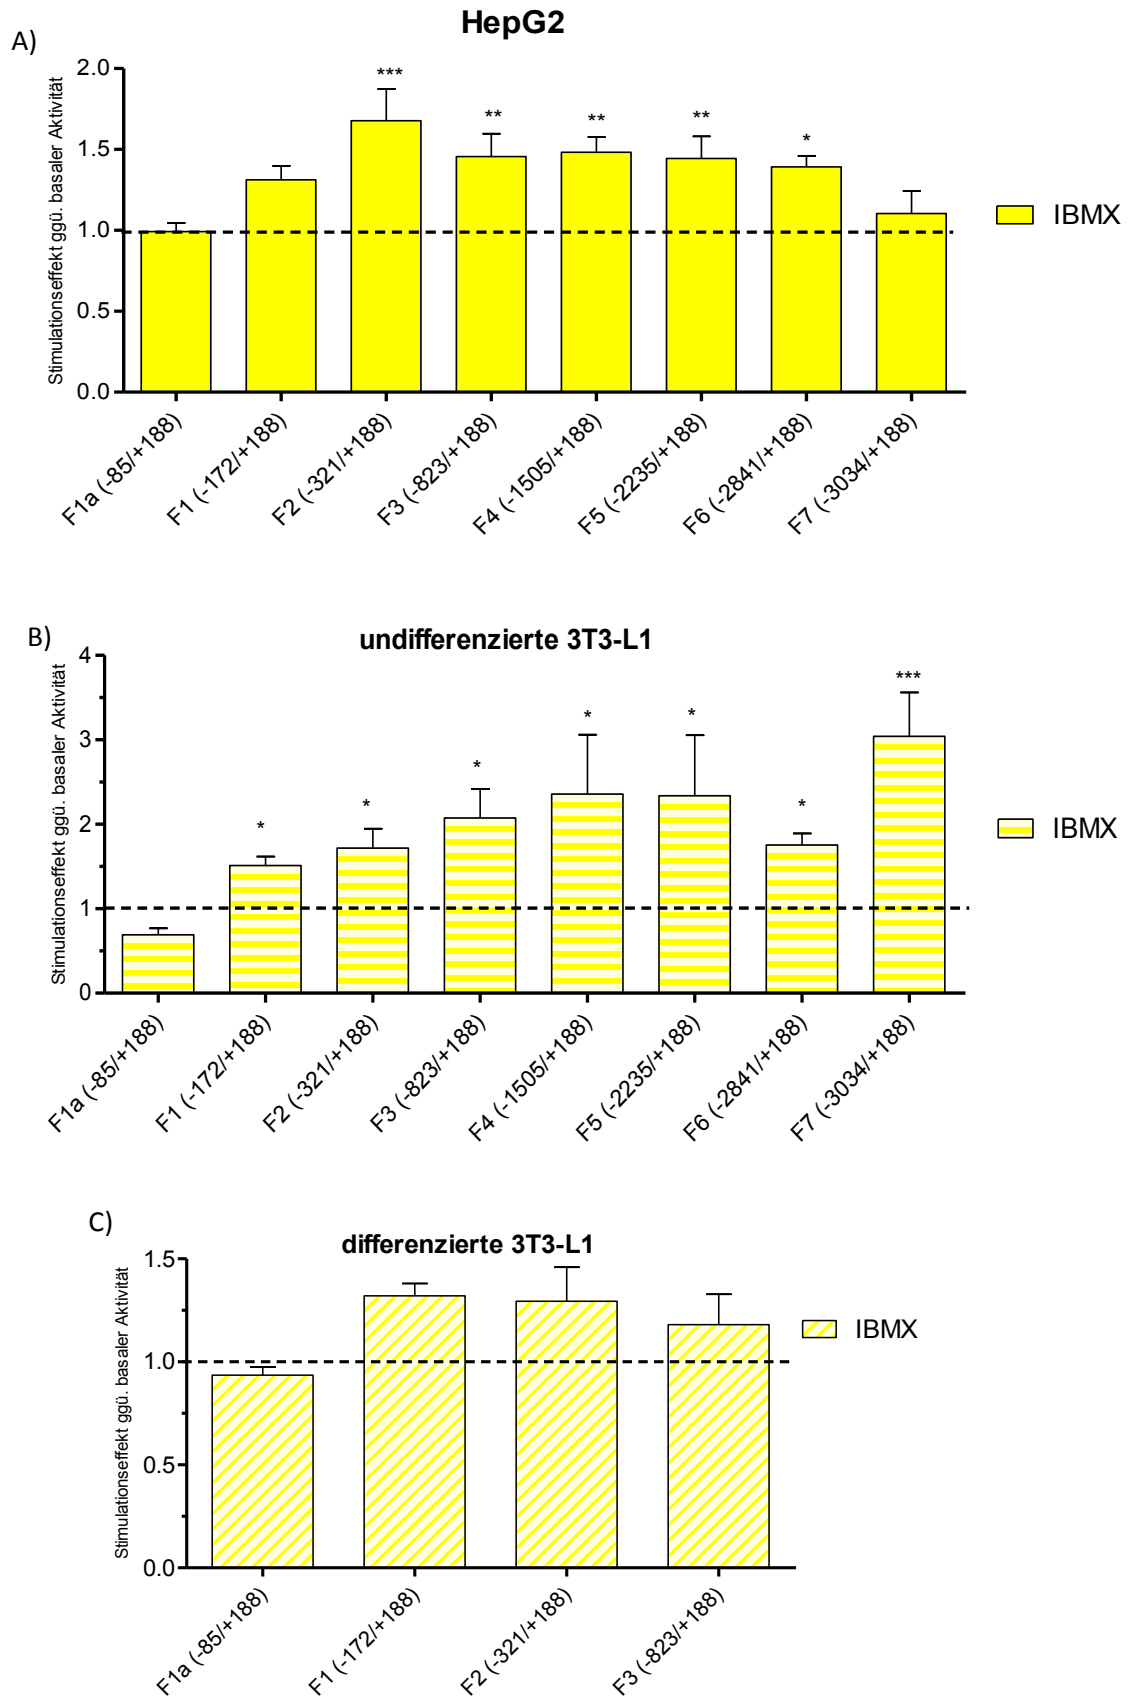 A)
HepG2
Stimulationseffekt ggü. basaler Aktivität
2.0
1.5
1.0
0.5
0.0
***
**
**
**
*
IBMX
F1a (-85/+188)
F1 (-172/+188)
F2 (-321/+188)
F3 (-823/+188)
F4 (-1505/+188)
F5 (-2235/+188)
F6 (-2841/+188)
F7 (-3034/+188)
B)
undifferenzierte 3T3-L1
Stimulationseffekt ggü. basaler Aktivität
4
3
2
1
0
*
*
*
*
*
*
***
IBMX
F1a (-85/+188)
F1 (-172/+188)
F2 (-321/+188)
F3 (-823/+188)
F4 (-1505/+188)
F5 (-2235/+188)
F6 (-2841/+188)
F7 (-3034/+188)
C)
differenzierte 3T3-L1
Stimulationseffekt ggü. basaler Aktivität
1.5
1.0
0.5
0.0
IBMX
F1a (-85/+188)
F1 (-172/+188)
F2 (-321/+188)
F3 (-823/+188)